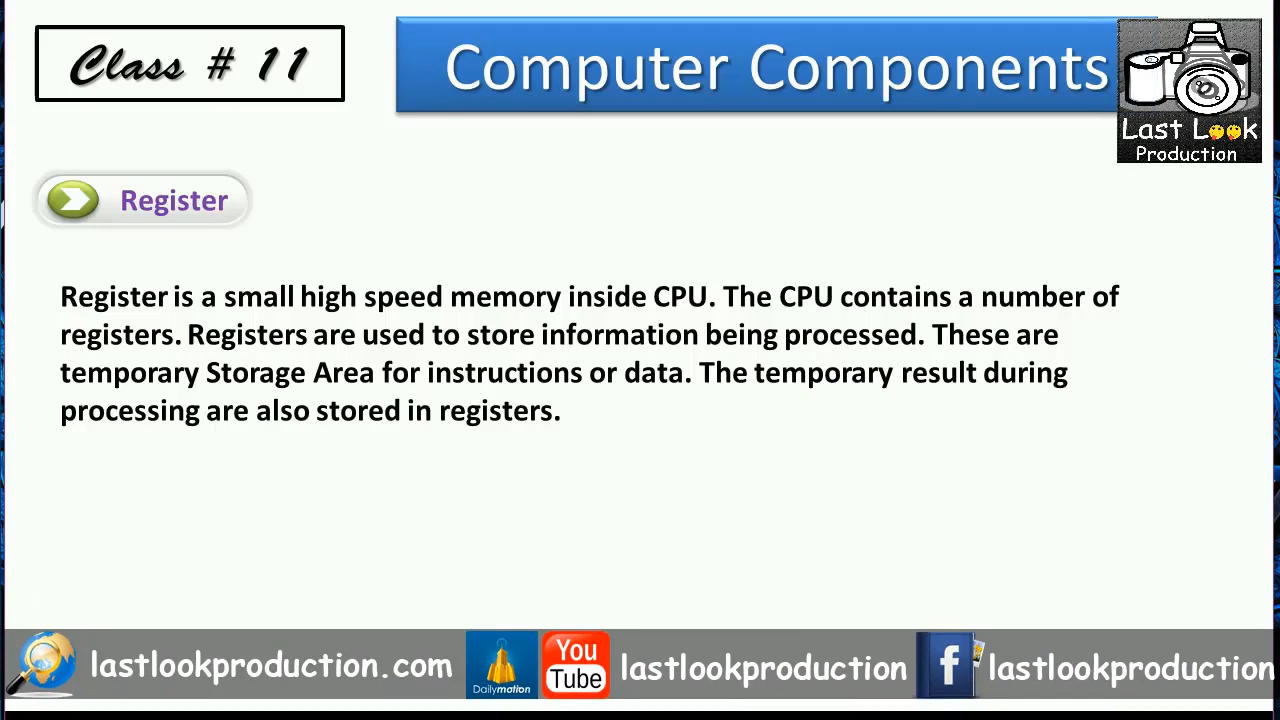 Class # 11
Computer Components
Last Look
Production
Register
Register is a small high speed memory inside CPU. The CPU contains a number of
registers. Registers are used to store information being processed. These are
temporary Storage Area for instructions or data. The temporary result during
processing are also stored in registers.
lastlookproduction.com
Dailymotion
You
Tube
lastlookproduction
f
lastlookproduction